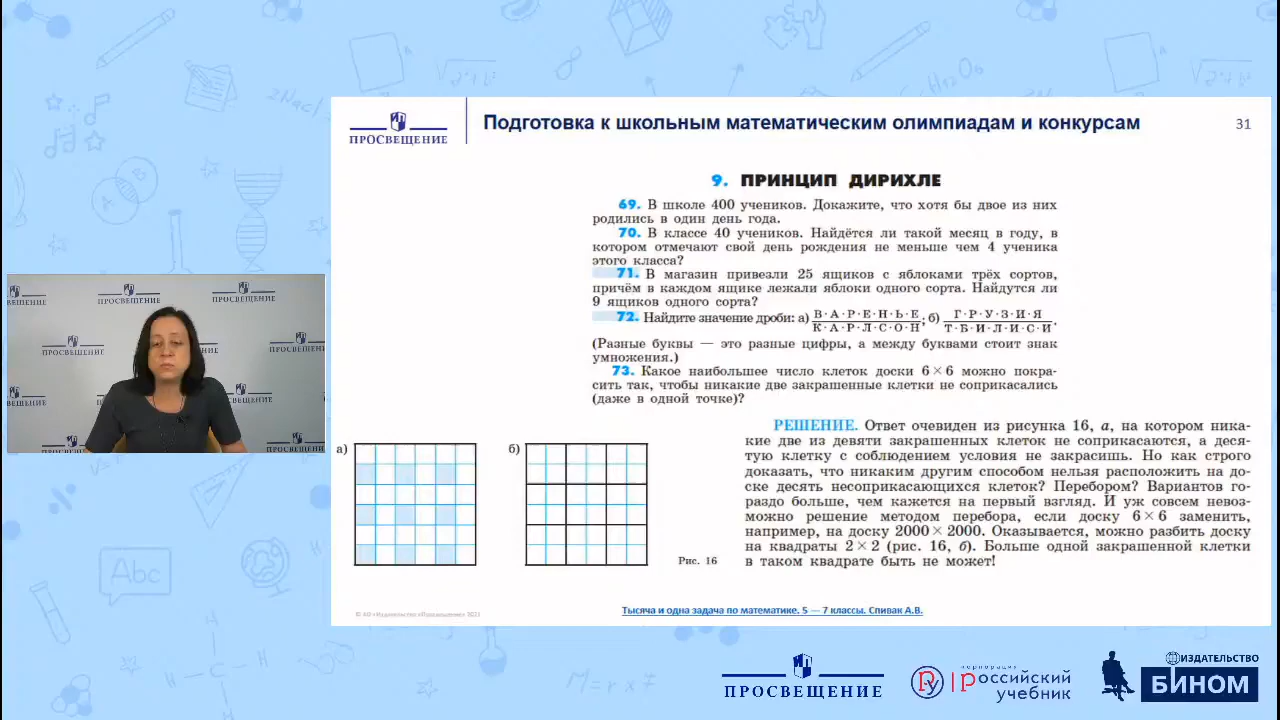 ПРОСВЕЩЕНИЕ
Подготовка к школьным математическим олимпиадам и конкурсам
31
9. ПРИНЦИП ДИРИХЛЕ
69. В школе 400 учеников. Докажите, что хотя бы двое из них
родились в один день года.
70. В классе 40 учеников. Найдётся ли такой месяц в году, в
котором отмечают свой день рождения не меньше чем 4 ученика
этого класса?
71. В магазин привезли 25 ящиков с яблоками трёх сортов,
причём в каждом ящике лежали яблоки одного сорта. Найдутся ли
9 ящиков одного сорта?
72. Найдите значение дроби: а) В·А·Р·Е·Н·Ь·Е / К·А·Р·Л·С·О·Н; б) Г·Р·У·З·И·Я / Т·Б·И·Л·И·С·И.
(Разные буквы — это разные цифры, а между буквами стоит знак
умножения.)
73. Какое наибольшее число клеток доски 6×6 можно покра-
сить так, чтобы никакие две закрашенные клетки не соприкасались
(даже в одной точке)?
РЕШЕНИЕ. Ответ очевиден из рисунка 16, а, на котором ника-
кие две из девяти закрашенных клеток не соприкасаются, а деся-
тую клетку с соблюдением условия не закрасишь. Но как строго
доказать, что никаким другим способом нельзя расположить на до-
ске десять несоприкасающихся клеток? Перебором? Вариантов го-
раздо больше, чем кажется на первый взгляд. И уж совсем невоз-
можно решение методом перебора, если доску 6×6 заменить,
например, на доску 2000×2000. Оказывается, можно разбить доску
на квадраты 2×2 (рис. 16, б). Больше одной закрашенной клетки
в таком квадрате быть не может!
а)
б)
Рис. 16
© АО «Издательство «Просвещение» 2021
Тысяча и одна задача по математике. 5 — 7 классы. Спивак А.В.
ПРОСВЕЩЕНИЕ
ПРОСВЕЩЕНИЕ
ПРОСВЕЩЕНИЕ
Abc
ПРОСВЕЩЕНИЕ
корпорация
российский
учебник
ИЗДАТЕЛЬСТВО
БИНОМ